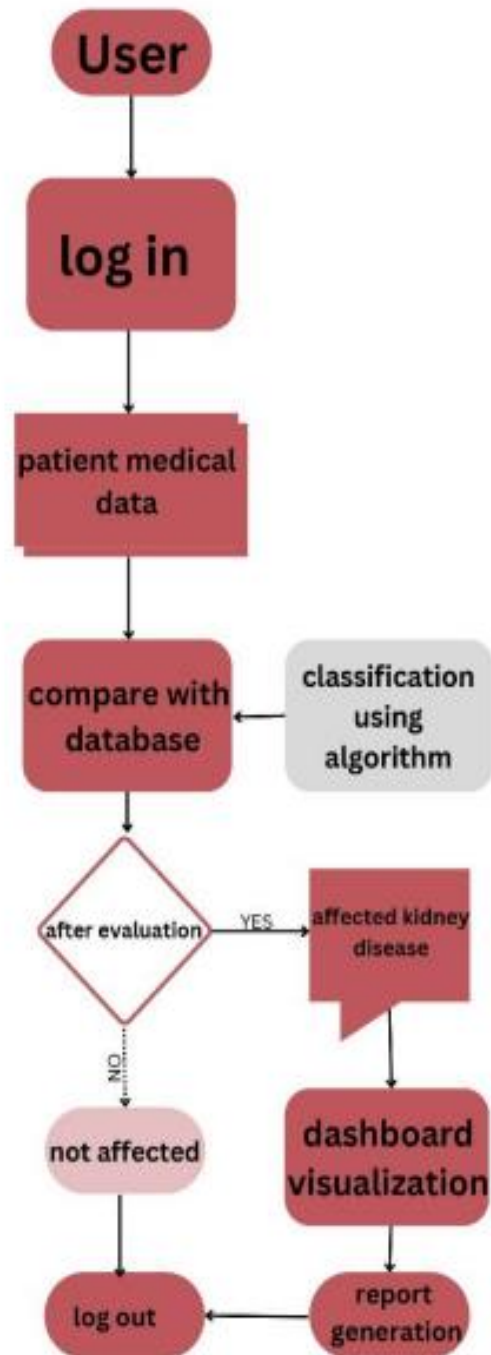 User
log in
patient medical
data
compare with
database
classification
using
algorithm
after evaluation
YES
affected kidney
disease
NO
not affected
dashboard
visualization
log out
report
generation